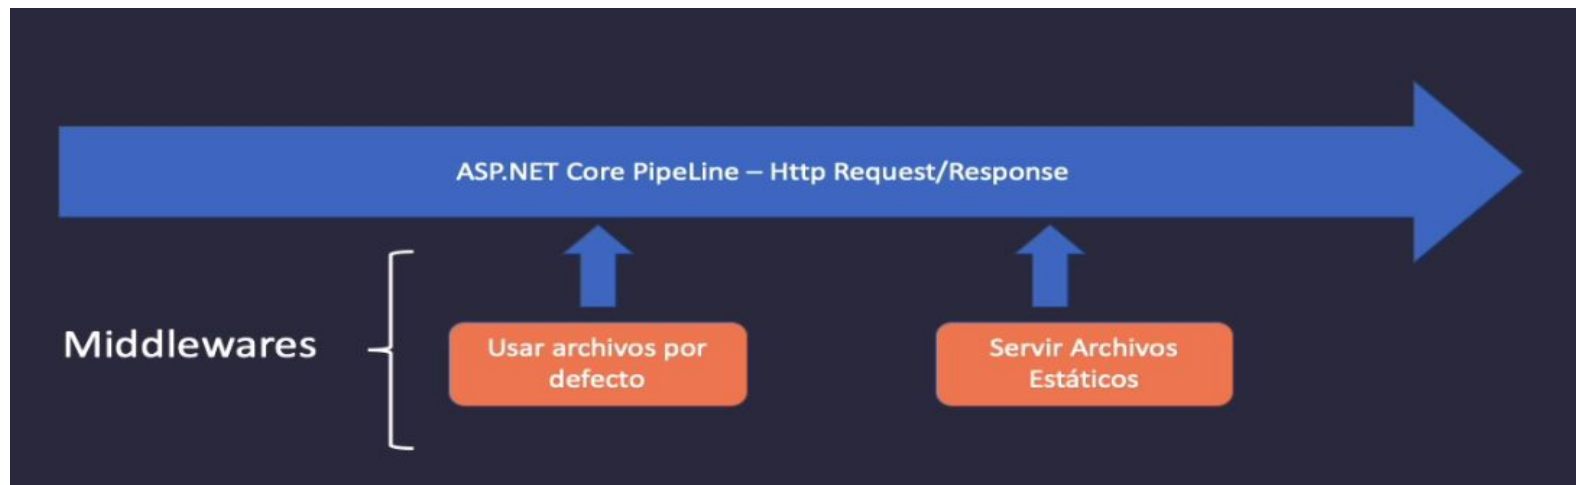 ASP.NET Core PipeLine – Http Request/Response
Middlewares
Usar archivos por
defecto
Servir Archivos
Estáticos